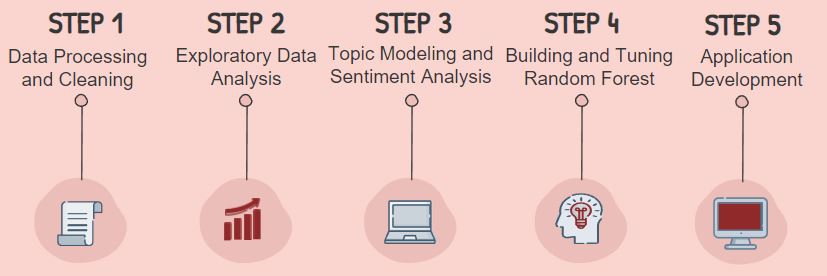 STEP 1
Data Processing
and Cleaning
STEP 2
Exploratory Data
Analysis
STEP 3
Topic Modeling and
Sentiment Analysis
STEP 4
Building and Tuning
Random Forest
STEP 5
Application
Development